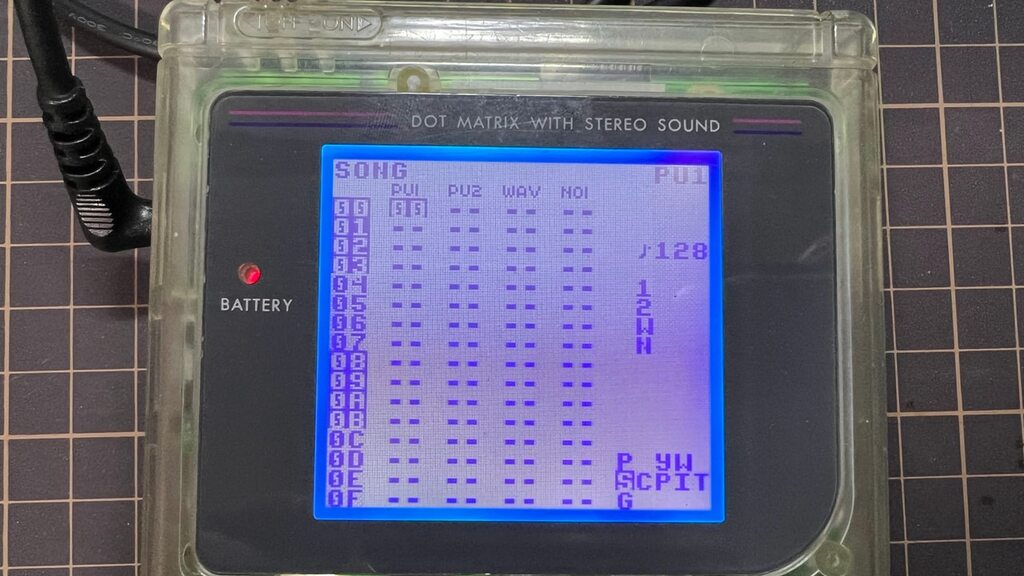 DOT MATRIX WITH STEREO SOUND
BATTERY
SONG PU1
PU1 PU2 WAV NOI
00 00 -- -- --
01 -- -- -- --
02 -- -- -- -- ♪128
03 -- -- -- --
04 -- -- -- -- 1
05 -- -- -- -- 2
06 -- -- -- -- W
07 -- -- -- -- N
08 -- -- -- --
09 -- -- -- --
0A -- -- -- --
0B -- -- -- --
0C -- -- -- --
0D -- -- -- -- P YW
0E -- -- -- -- SCPIT
0F -- -- -- -- G